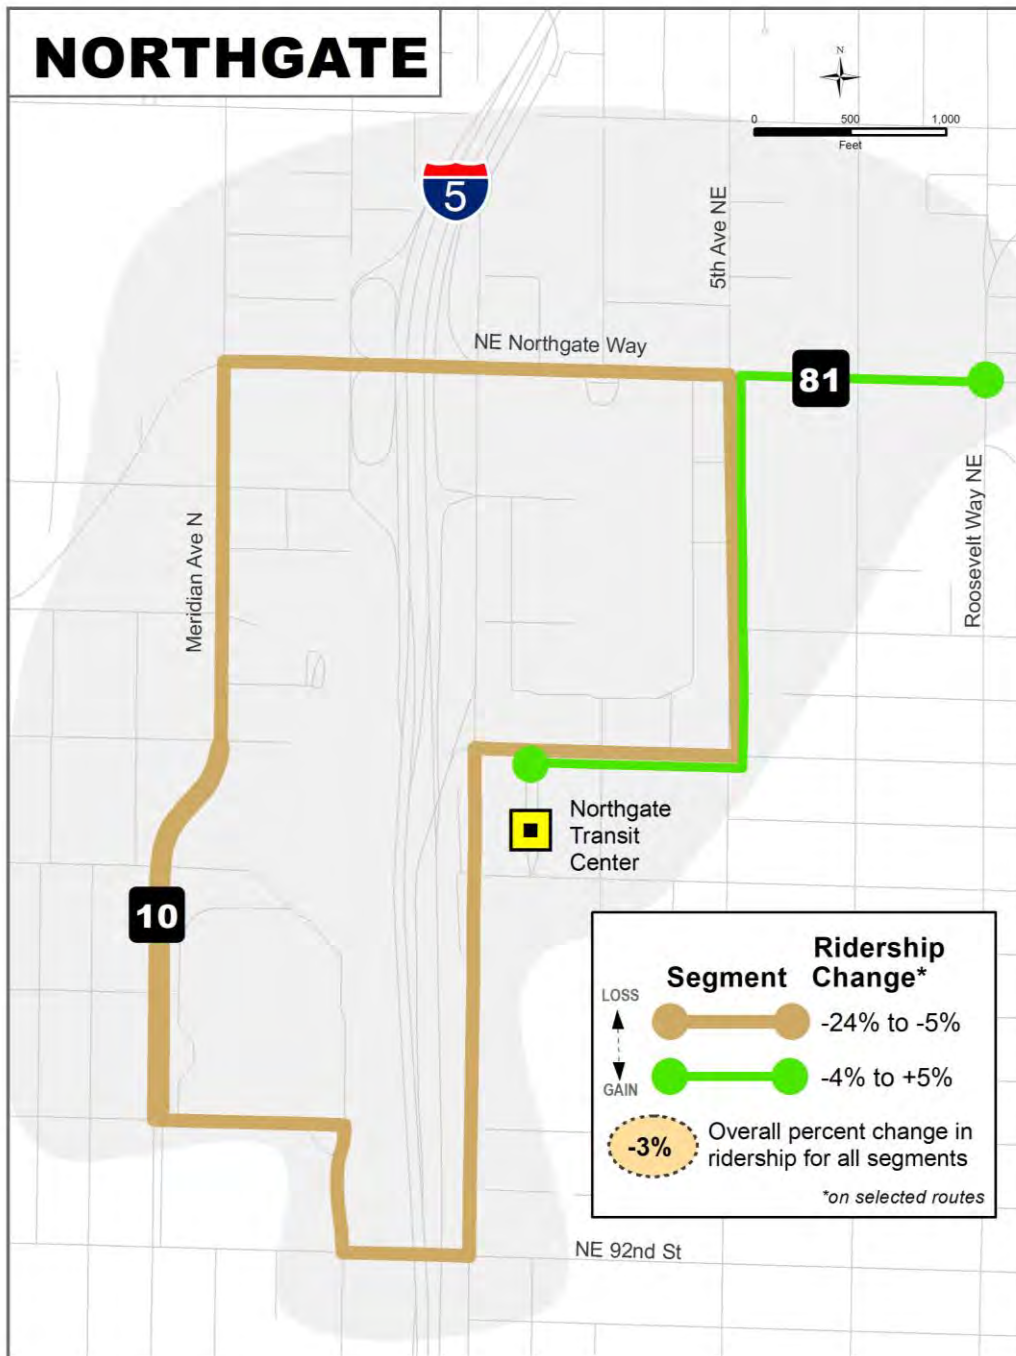 NORTHGATE
N
0 500 1,000
Feet
5
5th Ave NE
NE Northgate Way
81
Meridian Ave N
Roosevelt Way NE
Northgate
Transit
Center
10
Segment
Ridership
Change*
LOSS
-24% to -5%
GAIN
-4% to +5%
-3%
Overall percent change in
ridership for all segments
*on selected routes
NE 92nd St